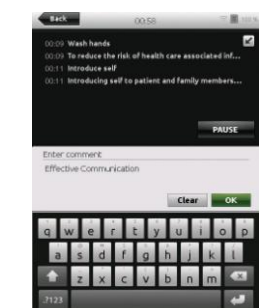 Back 00:58
00:09 Wash hands
00:09 To reduce the risk of health care associated inf...
00:11 Introduce self
00:11 Introducing self to patient and family members...
PAUSE
Enter comment
Effective Communication
Clear OK
q w e r t y u i o p
a s d f g h j k l
z x c v b n m
.?123